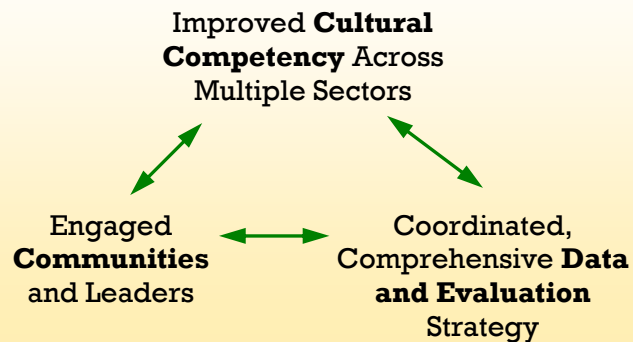 Improved Cultural
Competency Across
Multiple Sectors
Engaged
Communities
and Leaders
Coordinated,
Comprehensive Data
and Evaluation
Strategy